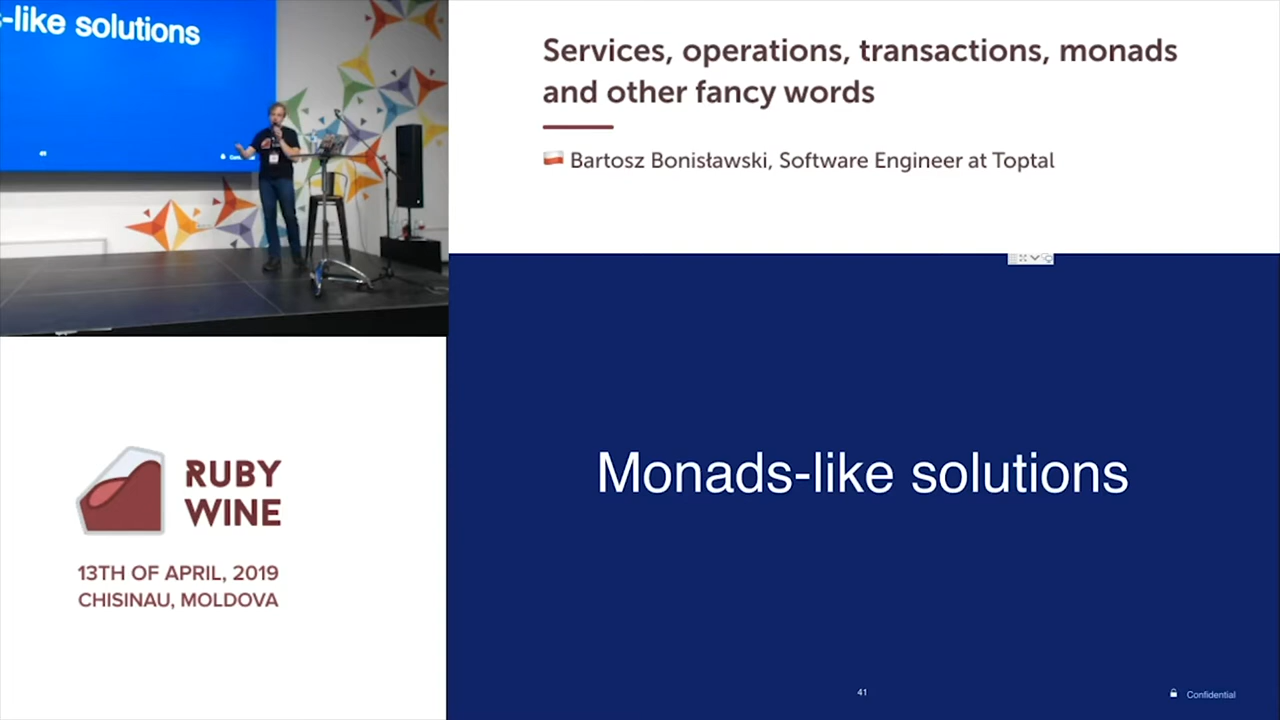 -like solutions
41
Services, operations, transactions, monads
and other fancy words
Bartosz Bonisławski, Software Engineer at Toptal
Monads-like solutions
RUBY
WINE
13TH OF APRIL, 2019
CHISINAU, MOLDOVA
41
Confidential